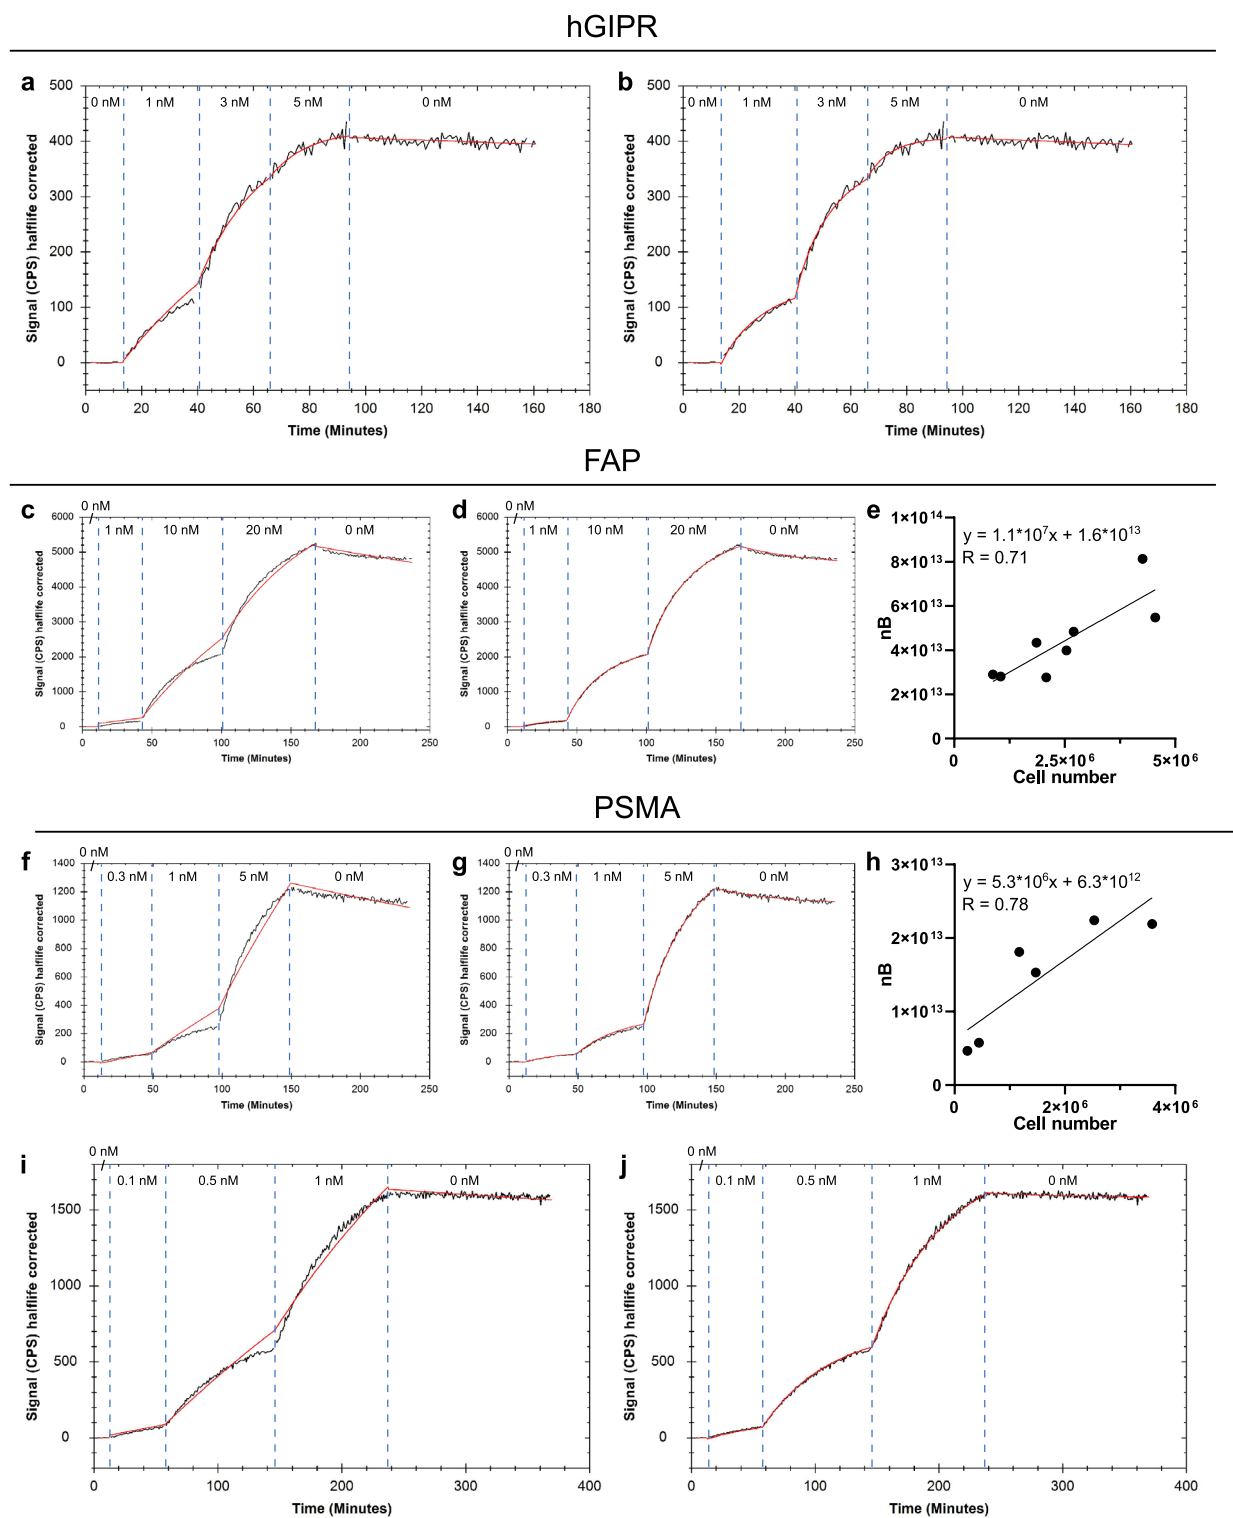 hGIPR
a
0 nM 1 nM 3 nM 5 nM 0 nM
500
400
300
200
100
0
Signal (CPS) halflife corrected
0 20 40 60 80 100 120 140 160 180
Time (Minutes)
b
0 nM 1 nM 3 nM 5 nM 0 nM
500
400
300
200
100
0
Signal (CPS) halflife corrected
0 20 40 60 80 100 120 140 160 180
Time (Minutes)
FAP
c
0 nM
1 nM 10 nM 20 nM 0 nM
6000
5000
4000
3000
2000
1000
0
Signal (CPS) halflife corrected
0 50 100 150 200 250
Time (Minutes)
d
0 nM
1 nM 10 nM 20 nM 0 nM
6000
5000
4000
3000
2000
1000
0
Signal (CPS) halflife corrected
0 50 100 150 200 250
Time (Minutes)
e
y = 1.1*10⁷x + 1.6*10¹³
R = 0.71
1×10¹⁴
8×10¹³
6×10¹³
4×10¹³
2×10¹³
0
nB
0 2.5×10⁶ 5×10⁶
Cell number
PSMA
f
0 nM
0.3 nM 1 nM 5 nM 0 nM
1400
1200
1000
800
600
400
200
0
Signal (CPS) halflife corrected
0 50 100 150 200 250
Time (Minutes)
g
0 nM
0.3 nM 1 nM 5 nM 0 nM
1400
1200
1000
800
600
400
200
0
Signal (CPS) halflife corrected
0 50 100 150 200 250
Time (Minutes)
h
y = 5.3*10⁶x + 6.3*10¹²
R = 0.78
3×10¹³
2×10¹³
1×10¹³
0
nB
0 2×10⁶ 4×10⁶
Cell number
i
0 nM
0.1 nM 0.5 nM 1 nM 0 nM
1500
1000
500
0
Signal (CPS) halflife corrected
0 100 200 300 400
Time (Minutes)
j
0 nM
0.1 nM 0.5 nM 1 nM 0 nM
1500
1000
500
0
Signal (CPS) halflife corrected
0 100 200 300 400
Time (Minutes)